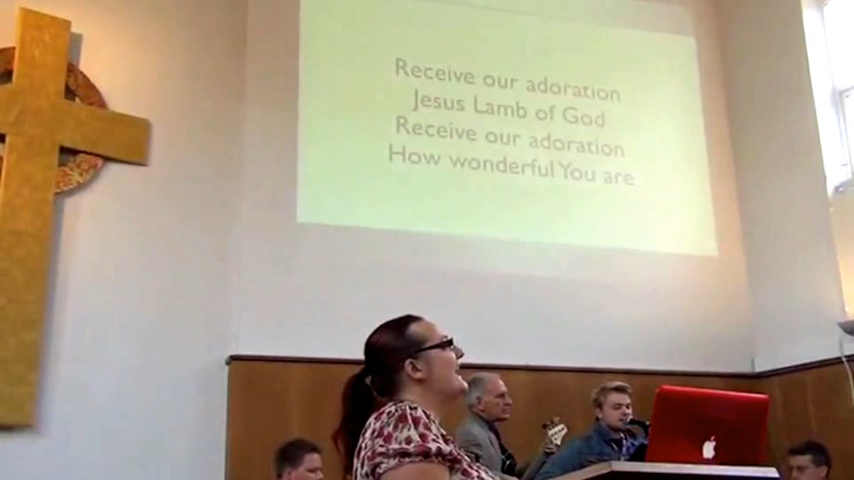 Receive our adoration
Jesus Lamb of God
Receive our adoration
How wonderful You are